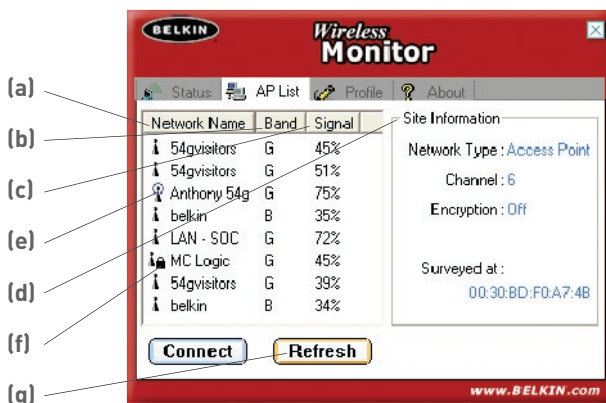 BELKIN
Wireless
Monitor
Status AP List Profile ? About
(a)
(b)
(c)
(e)
(d)
(f)
(g)
Network Name Band Signal
54gvisitors G 45%
54gvisitors G 51%
Anthony 54g G 75%
belkin B 35%
LAN - SOC G 72%
MC Logic G 45%
54gvisitors G 39%
belkin B 34%
Site Information
Network Type : Access Point
Channel : 6
Encryption : Off
Surveyed at :
00:30:BD:F0:A7:4B
Connect
Refresh
www.BELKIN.com